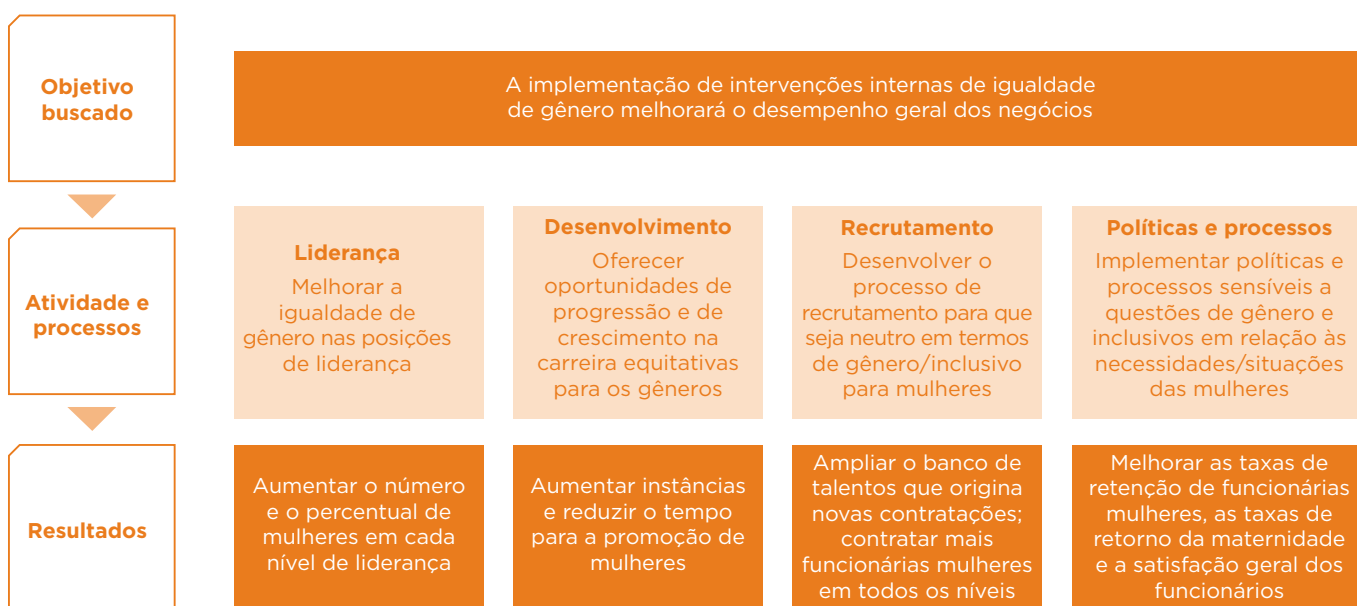 Objetivo
buscado
A implementação de intervenções internas de igualdade
de gênero melhorará o desempenho geral dos negócios
Atividade e
processos
Liderança
Melhorar a
igualdade de
gênero nas posições
de liderança
Desenvolvimento
Oferecer
oportunidades de
progressão e de
crescimento na
carreira equitativas
para os gêneros
Recrutamento
Desenvolver o
processo de
recrutamento para que
seja neutro em termos
de gênero/inclusivo
para mulheres
Políticas e processos
Implementar políticas e
processos sensíveis a
questões de gênero e
inclusivos em relação às
necessidades/situações
das mulheres
Resultados
Aumentar o número
e o percentual de
mulheres em cada
nível de liderança
Aumentar instâncias
e reduzir o tempo
para a promoção de
mulheres
Ampliar o banco de
talentos que origina
novas contratações;
contratar mais
funcionárias mulheres
em todos os níveis
Melhorar as taxas de
retenção de funcionárias
mulheres, as taxas de
retorno da maternidade
e a satisfação geral dos
funcionários